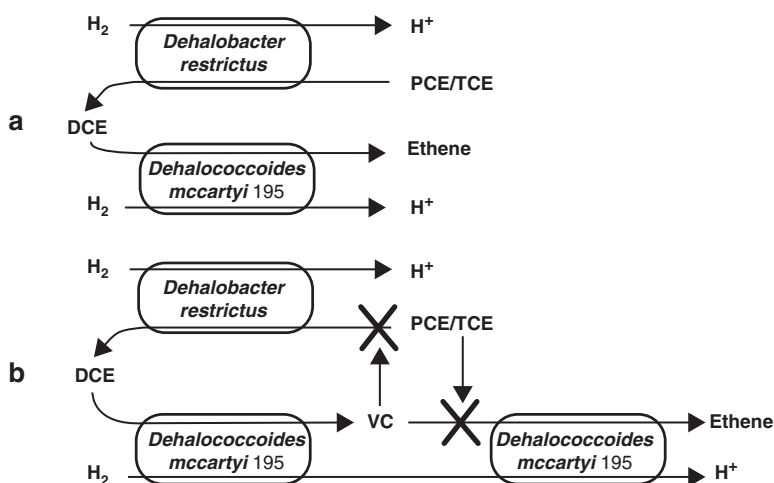 H₂
H⁺
Dehalobacter
restrictus
PCE/TCE
a
DCE
Ethene
Dehalococcoides
mccartyi 195
H₂
H⁺
H₂
H⁺
Dehalobacter
restrictus
PCE/TCE
b
DCE
VC
Ethene
Dehalococcoides
mccartyi 195
Dehalococcoides
mccartyi 195
H₂
H⁺